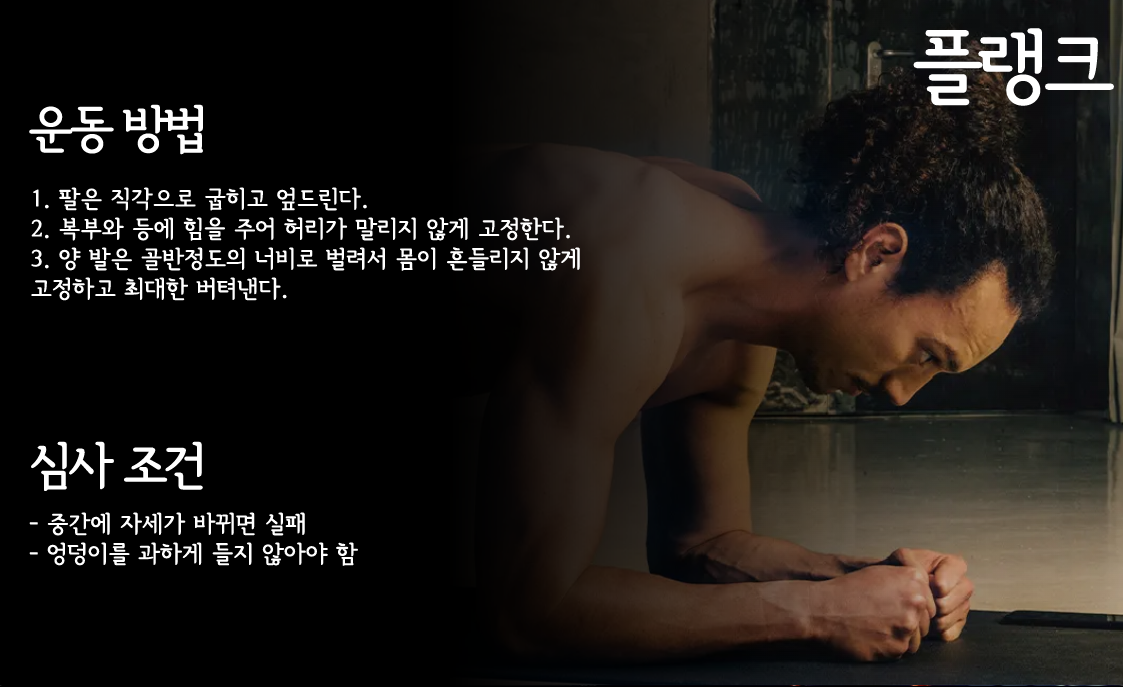 플랭크
운동 방법
1. 팔은 직각으로 굽히고 엎드린다.
2. 복부와 등에 힘을 주어 허리가 말리지 않게 고정한다.
3. 양 발은 골반정도의 너비로 벌려서 몸이 흔들리지 않게
고정하고 최대한 버텨낸다.
심사 조건
- 중간에 자세가 바뀌면 실패
- 엉덩이를 과하게 들지 않아야 함